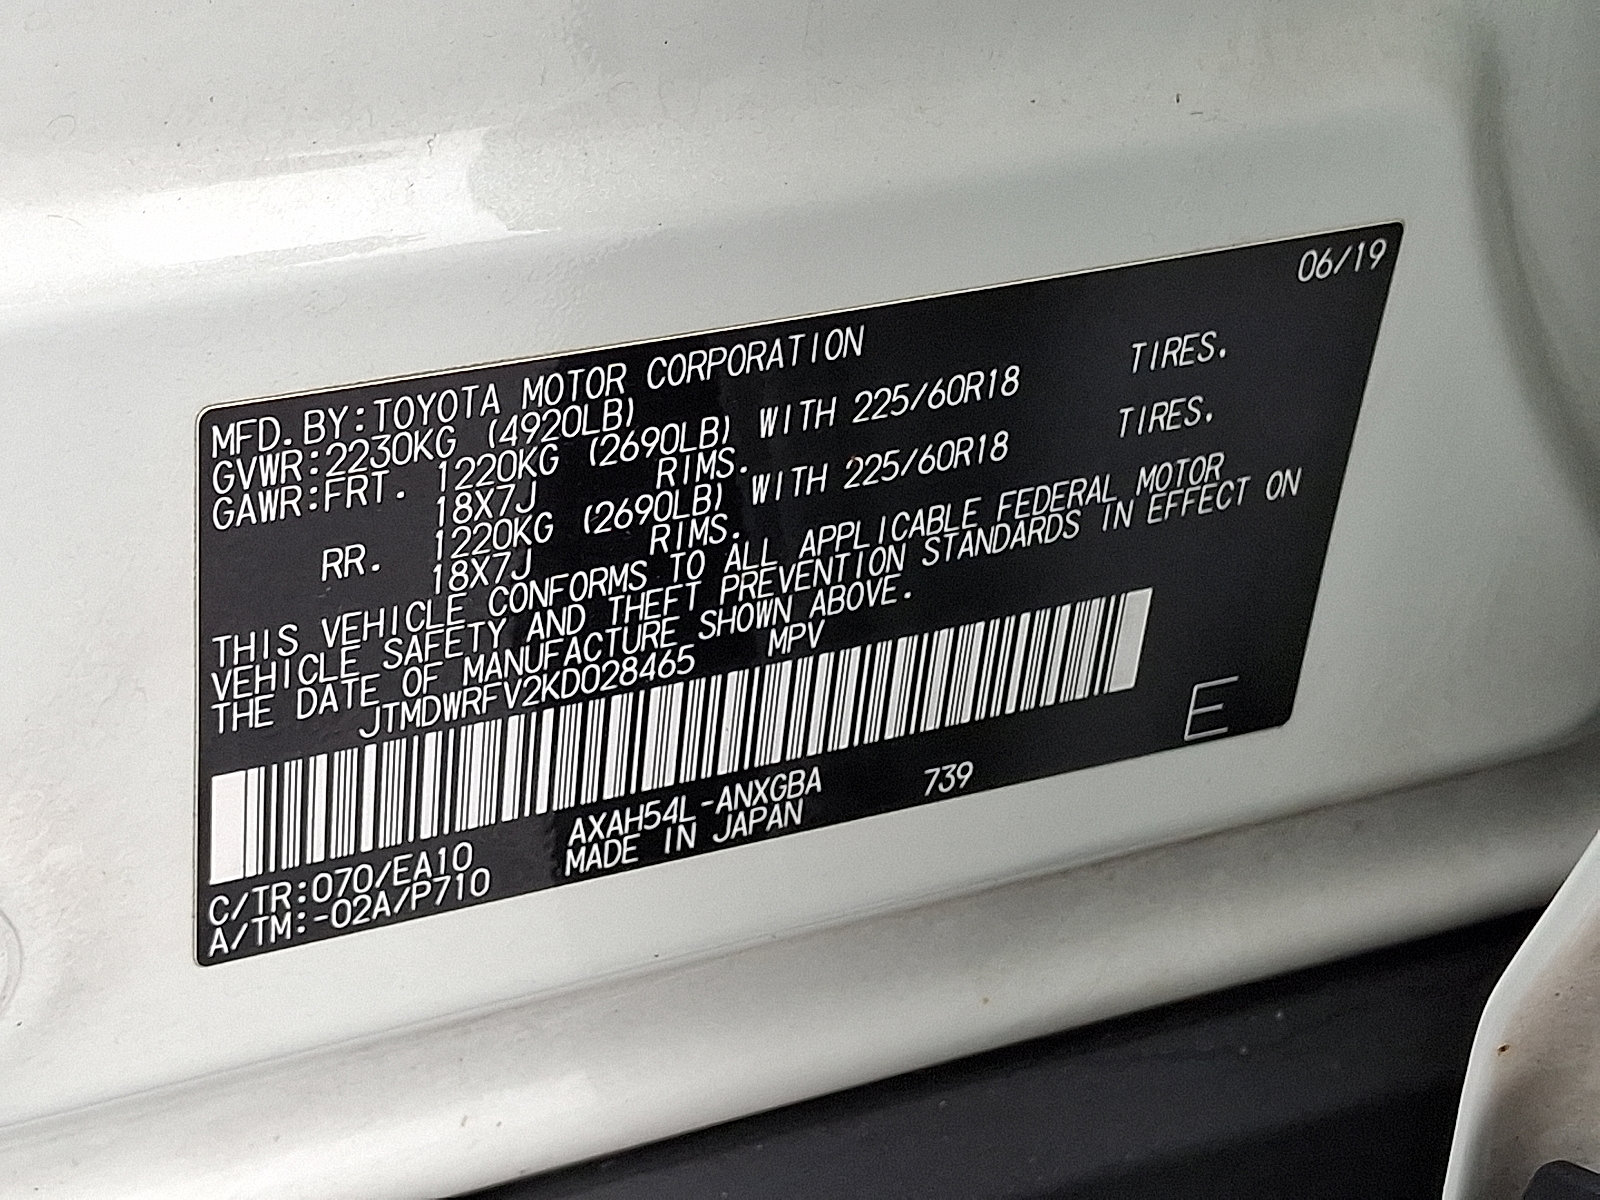 06/19
MFD. BY: TOYOTA MOTOR CORPORATION
GVWR: 2230KG (4920LB)
GAWR: FRT. 1220KG (2690LB) WITH 225/60R18 TIRES.
18X7J RIMS.
RR. 1220KG (2690LB) WITH 225/60R18 TIRES.
18X7J RIMS.
THIS VEHICLE CONFORMS TO ALL APPLICABLE FEDERAL MOTOR
VEHICLE SAFETY AND THEFT PREVENTION STANDARDS IN EFFECT ON
THE DATE OF MANUFACTURE SHOWN ABOVE.
JTMDWRFV2KD028465 MPV
E
C/TR:070/EA10 AXAH54L-ANXGBA 739
A/TM:-02A/P710 MADE IN JAPAN